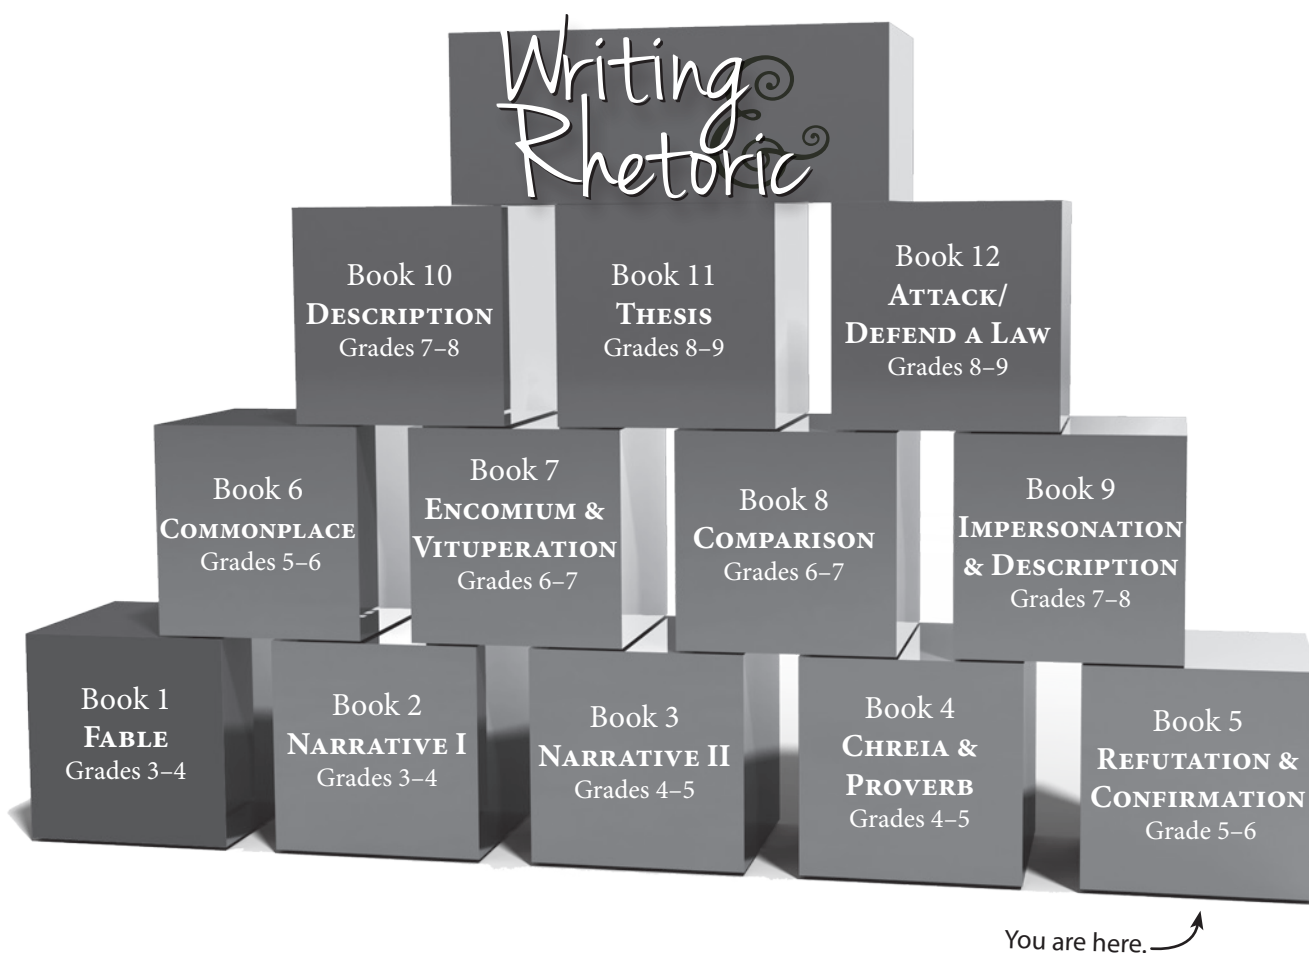 Writing
& Rhetoric
Book 10
DESCRIPTION
Grades 7–8
Book 11
THESIS
Grades 8–9
Book 12
ATTACK/
DEFEND A LAW
Grades 8–9
Book 6
COMMONPLACE
Grades 5–6
Book 7
ENCOMIUM &
VITUPERATION
Grades 6–7
Book 8
COMPARISON
Grades 6–7
Book 9
IMPERSONATION
& DESCRIPTION
Grades 7–8
Book 1
FABLE
Grades 3–4
Book 2
NARRATIVE I
Grades 3–4
Book 3
NARRATIVE II
Grades 4–5
Book 4
CHREIA &
PROVERB
Grades 4–5
Book 5
REFUTATION &
CONFIRMATION
Grade 5–6
You are here.